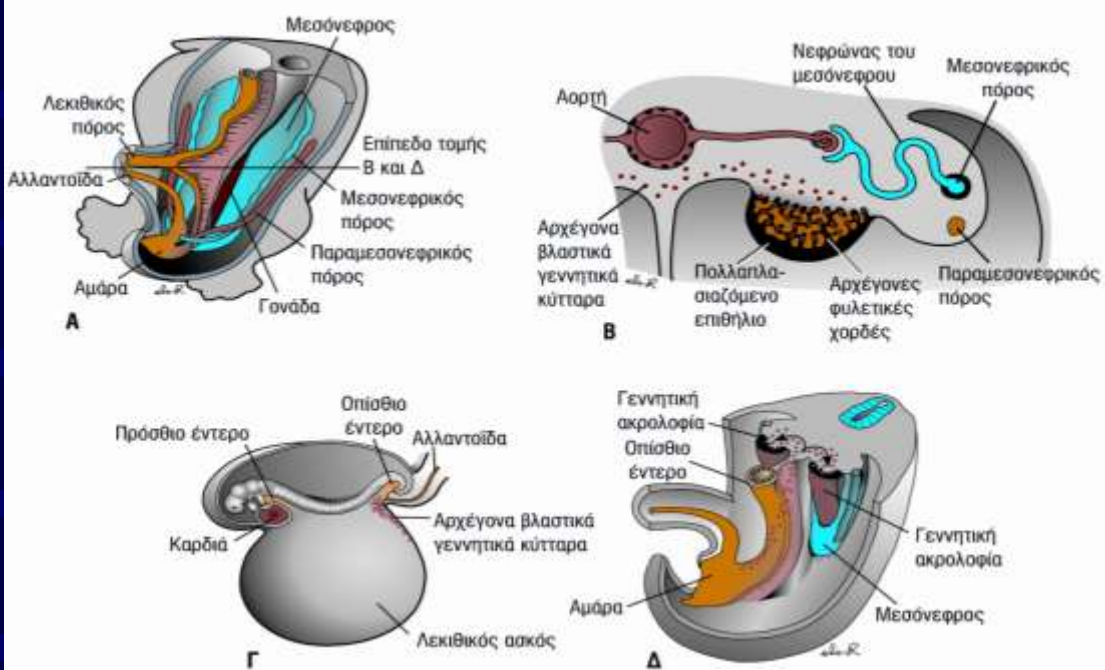 Μεσόνεφρος
Λεκιθικός
πόρος
Αλλαντοΐδα
Επίπεδο τομής
Β και Δ
Μεσονεφρικός
πόρος
Παραμεσονεφρικός
πόρος
Αμάρα
Γονάδα
Α
Νεφρώνας του
μεσόνεφρου
Μεσονεφρικός
πόρος
Αορτή
Αρχέγονα
βλαστικά
γεννητικά
κύτταρα
Πολλαπλα-
σιαζόμενο
επιθήλιο
Αρχέγονες
φυλετικές
χορδές
Παραμεσονεφρικός
πόρος
Β
Οπίσθιο
έντερο
Πρόσθιο έντερο
Αλλαντοΐδα
Καρδιά
Αρχέγονα βλαστικά
γεννητικά κύτταρα
Λεκιθικός ασκός
Γ
Γεννητική
ακρολοφία
Οπίσθιο
έντερο
Γεννητική
ακρολοφία
Αμάρα
Μεσόνεφρος
Δ